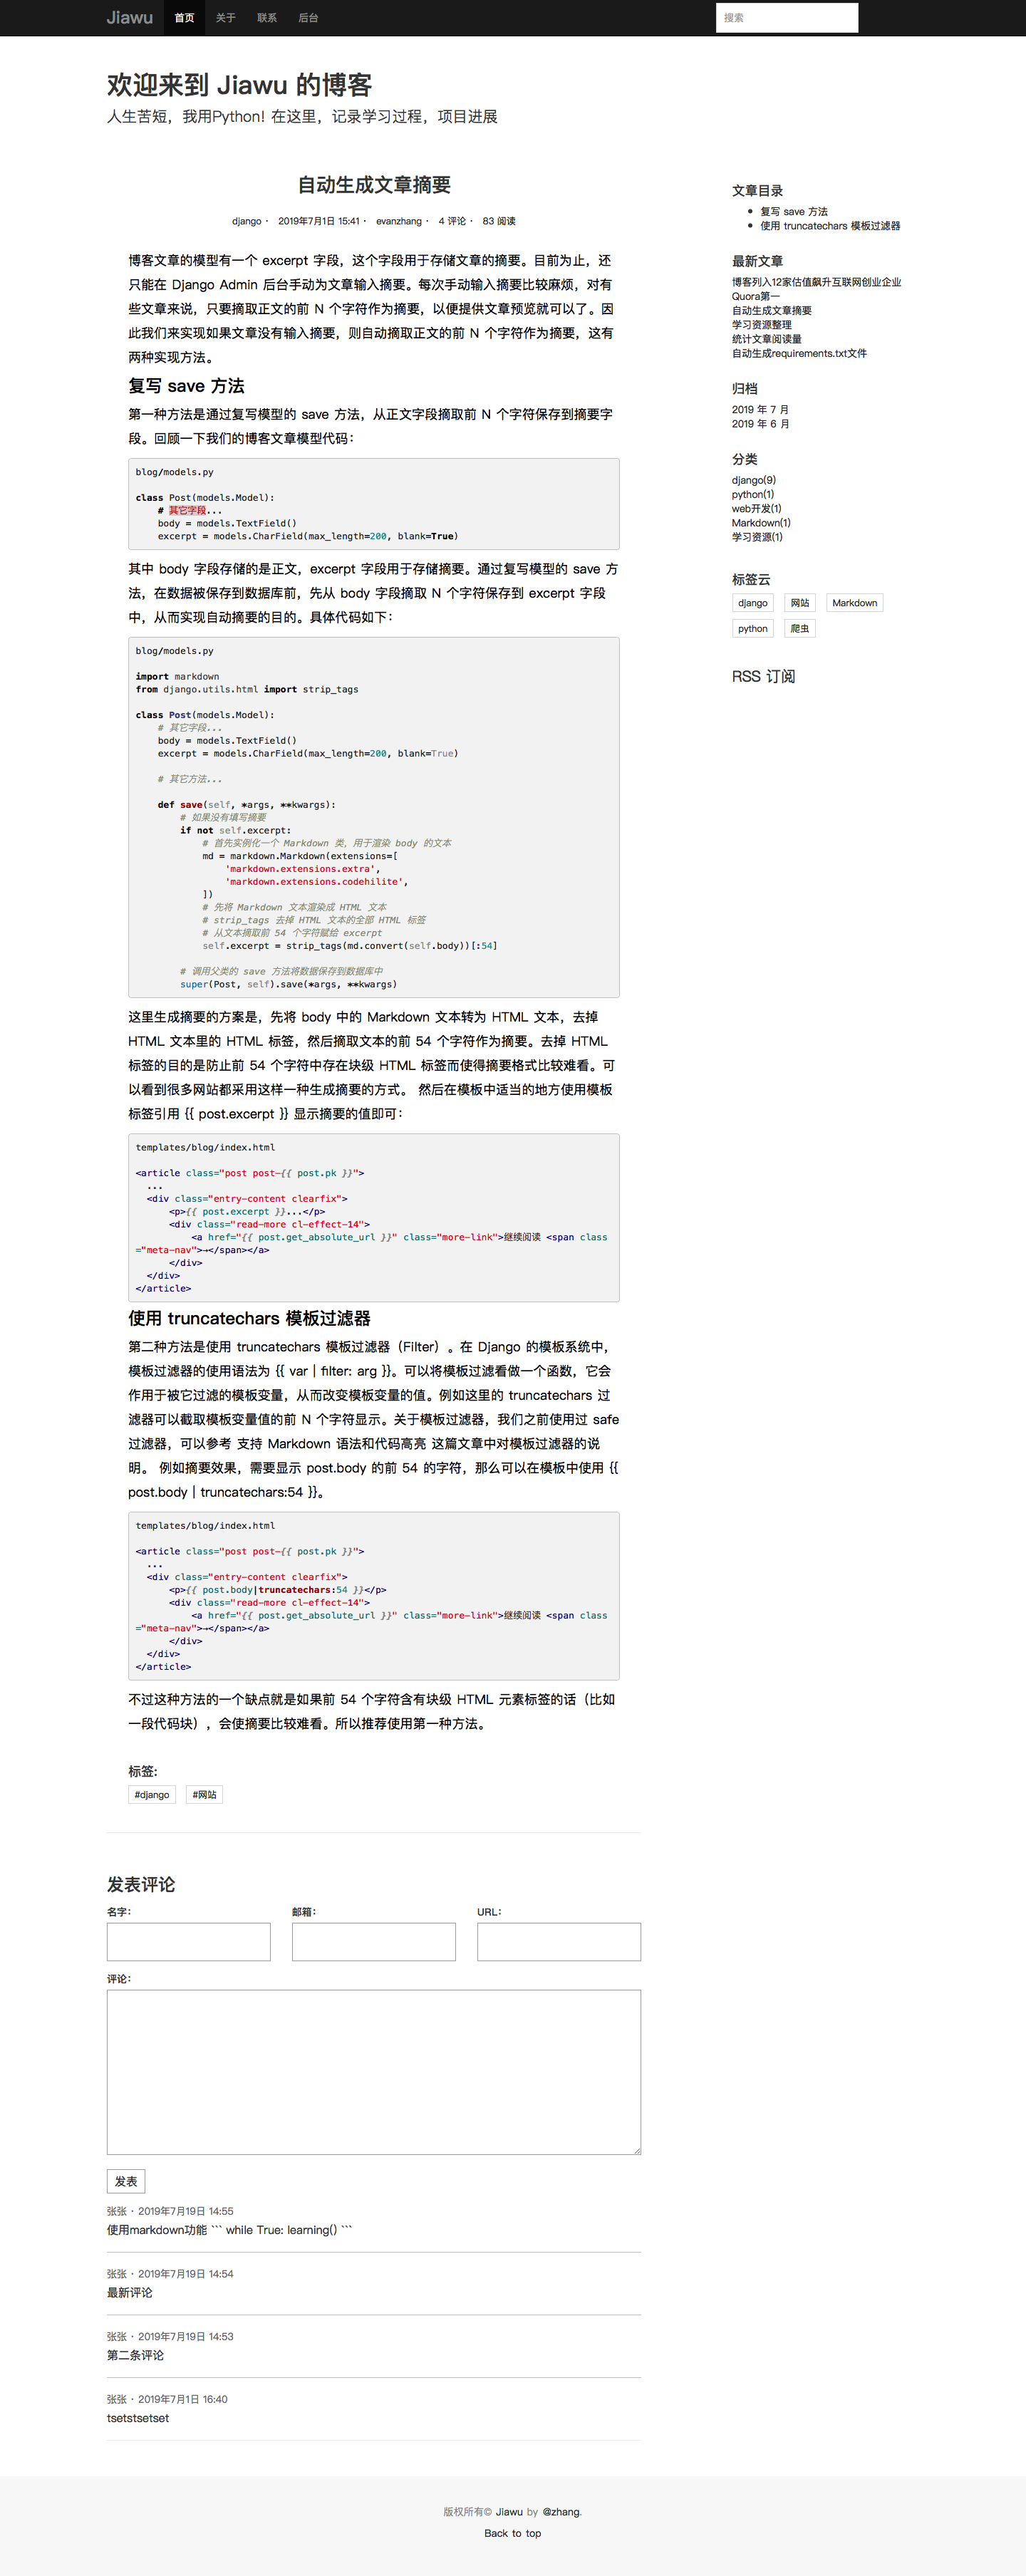 Jiawu 首页 关于 联系 后台 搜索
欢迎来到 Jiawu 的博客
人生苦短，我用Python! 在这里，记录学习过程，项目进展
自动生成文章摘要
django · 2019年7月1日 15:41 · evanzhang · 4 评论 · 83 阅读
博客文章的模型有一个 excerpt 字段，这个字段用于存储文章的摘要。目前为止，还
只能在 Django Admin 后台手动为文章输入摘要。每次手动输入摘要比较麻烦，对有
些文章来说，只要摘取正文的前 N 个字符作为摘要，以便提供文章预览就可以了。因
此我们来实现如果文章没有输入摘要，则自动摘取正文的前 N 个字符作为摘要，这有
两种实现方法。
复写 save 方法
第一种方法是通过复写模型的 save 方法，从正文字段摘取前 N 个字符保存到摘要字
段。回顾一下我们的博客文章模型代码：
blog/models.py
class Post(models.Model):
    # 其它字段...
    body = models.TextField()
    excerpt = models.CharField(max_length=200, blank=True)
其中 body 字段存储的是正文，excerpt 字段用于存储摘要。通过复写模型的 save 方
法，在数据被保存到数据库前，先从 body 字段摘取 N 个字符保存到 excerpt 字段
中，从而实现自动摘要的目的。具体代码如下：
blog/models.py
import markdown
from django.utils.html import strip_tags
class Post(models.Model):
    # 其它字段...
    body = models.TextField()
    excerpt = models.CharField(max_length=200, blank=True)
    # 其它方法...
    def save(self, *args, **kwargs):
        # 如果没有填写摘要
        if not self.excerpt:
            # 首先实例化一个 Markdown 类，用于渲染 body 的文本
            md = markdown.Markdown(extensions=[
                'markdown.extensions.extra',
                'markdown.extensions.codehilite',
            ])
            # 先将 Markdown 文本渲染成 HTML 文本
            # strip_tags 去掉 HTML 文本的全部 HTML 标签
            # 从文本摘取前 54 个字符赋给 excerpt
            self.excerpt = strip_tags(md.convert(self.body))[:54]
        # 调用父类的 save 方法将数据保存到数据库中
        super(Post, self).save(*args, **kwargs)
这里生成摘要的方案是，先将 body 中的 Markdown 文本转为 HTML 文本，去掉
HTML 文本里的 HTML 标签，然后摘取文本的前 54 个字符作为摘要。去掉 HTML
标签的目的是防止前 54 个字符中存在块级 HTML 标签而使得摘要格式比较难看。可
以看到很多网站都采用这样一种生成摘要的方式。 然后在模板中适当的地方使用模板
标签引用 {{ post.excerpt }} 显示摘要的值即可：
templates/blog/index.html
<article class="post post-{{ post.pk }}">
  ...
  <div class="entry-content clearfix">
      <p>{{ post.excerpt }}...</p>
      <div class="read-more cl-effect-14">
          <a href="{{ post.get_absolute_url }}" class="more-link">继续阅读 <span class
="meta-nav">→</span></a>
      </div>
  </div>
</article>
使用 truncatechars 模板过滤器
第二种方法是使用 truncatechars 模板过滤器（Filter）。在 Django 的模板系统中，
模板过滤器的使用语法为 {{ var | filter: arg }}。可以将模板过滤看做一个函数，它会
作用于被它过滤的模板变量，从而改变模板变量的值。例如这里的 truncatechars 过
滤器可以截取模板变量值的前 N 个字符显示。关于模板过滤器，我们之前使用过 safe
过滤器，可以参考 支持 Markdown 语法和代码高亮 这篇文章中对模板过滤器的说
明。 例如摘要效果，需要显示 post.body 的前 54 的字符，那么可以在模板中使用 {{
post.body | truncatechars:54 }}。
templates/blog/index.html
<article class="post post-{{ post.pk }}">
  ...
  <div class="entry-content clearfix">
      <p>{{ post.body|truncatechars:54 }}</p>
      <div class="read-more cl-effect-14">
          <a href="{{ post.get_absolute_url }}" class="more-link">继续阅读 <span class
="meta-nav">→</span></a>
      </div>
  </div>
</article>
不过这种方法的一个缺点就是如果前 54 个字符含有块级 HTML 元素标签的话（比如
一段代码块），会使摘要比较难看。所以推荐使用第一种方法。
标签:
#django #网站
文章目录
复写 save 方法
使用 truncatechars 模板过滤器
最新文章
博客列入12家估值飙升互联网创业企业
Quora第一
自动生成文章摘要
学习资源整理
统计文章阅读量
自动生成requirements.txt文件
归档
2019 年 7 月
2019 年 6 月
分类
django(9)
python(1)
web开发(1)
Markdown(1)
学习资源(1)
标签云
django 网站 Markdown
python 爬虫
RSS 订阅
发表评论
名字： 邮箱： URL：
评论：
发表
张张 · 2019年7月19日 14:55
使用markdown功能 ``` while True: learning() ```
张张 · 2019年7月19日 14:54
最新评论
张张 · 2019年7月19日 14:53
第二条评论
张张 · 2019年7月1日 16:40
tsetstsetset
版权所有© Jiawu by @zhang.
Back to top